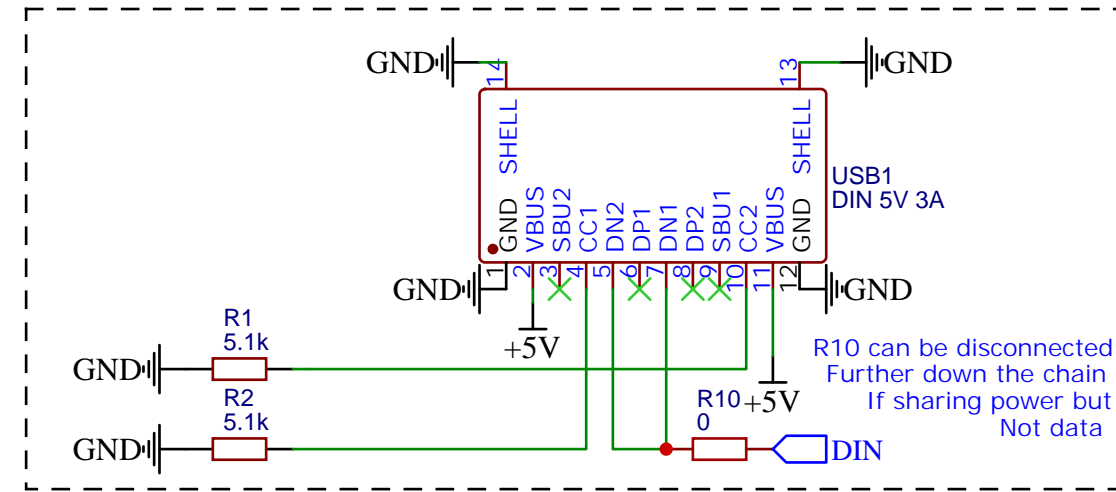 GND
14
13
GND
SHELL
SHELL
USB1
DIN 5V 3A
GND
VBUS
SBU2
CC1
DN2
DP1
DN1
DP2
SBU1
CC2
VBUS
GND
1
2
3
4
5
6
7
8
9
10
11
12
GND
GND
+5V
R1
5.1k
GND
R10 can be disconnected
Further down the chain
If sharing power but
Not data
+5V
R2
5.1k
GND
R10
0
DIN